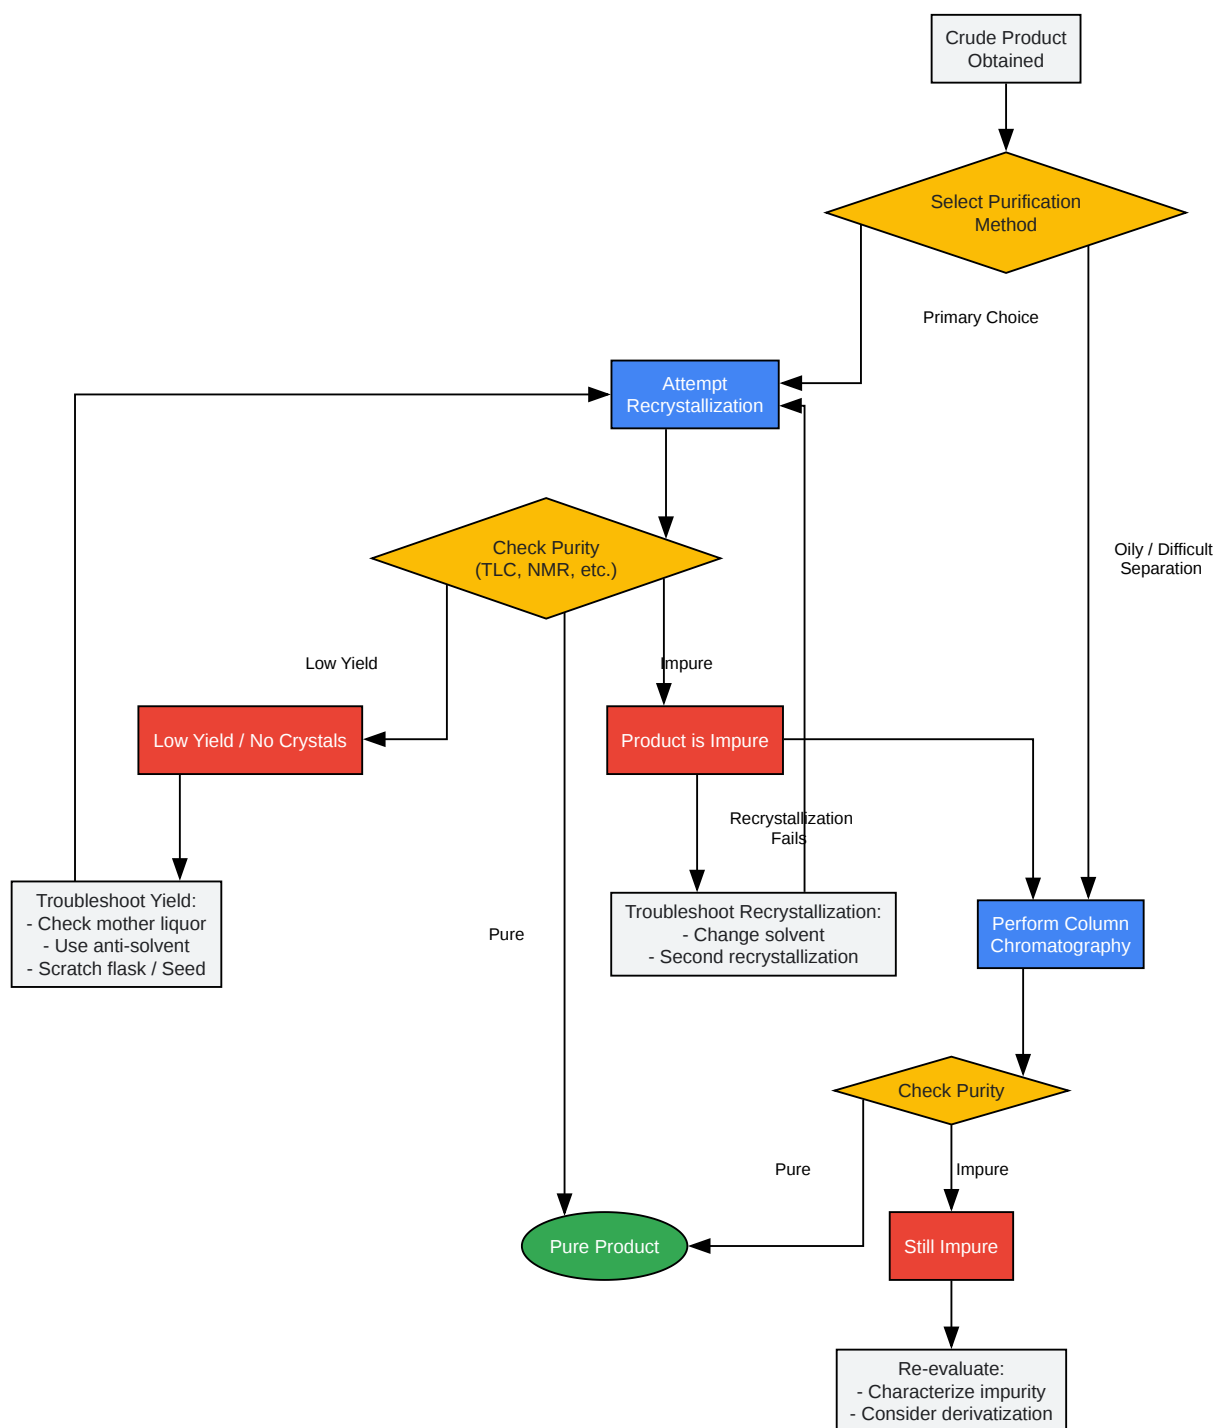 Crude Product
Obtained
Select Purification
Method
Primary Choice
Attempt
Recrystallization
Check Purity
(TLC, NMR, etc.)
Oily / Difficult
Separation
Low Yield
Impure
Low Yield / No Crystals
Product is Impure
Recrystallization
Fails
Troubleshoot Yield:
- Check mother liquor
- Use anti-solvent
- Scratch flask / Seed
Pure
Troubleshoot Recrystallization:
- Change solvent
- Second recrystallization
Perform Column
Chromatography
Check Purity
Pure
Impure
Pure Product
Still Impure
Re-evaluate:
- Characterize impurity
- Consider derivatization